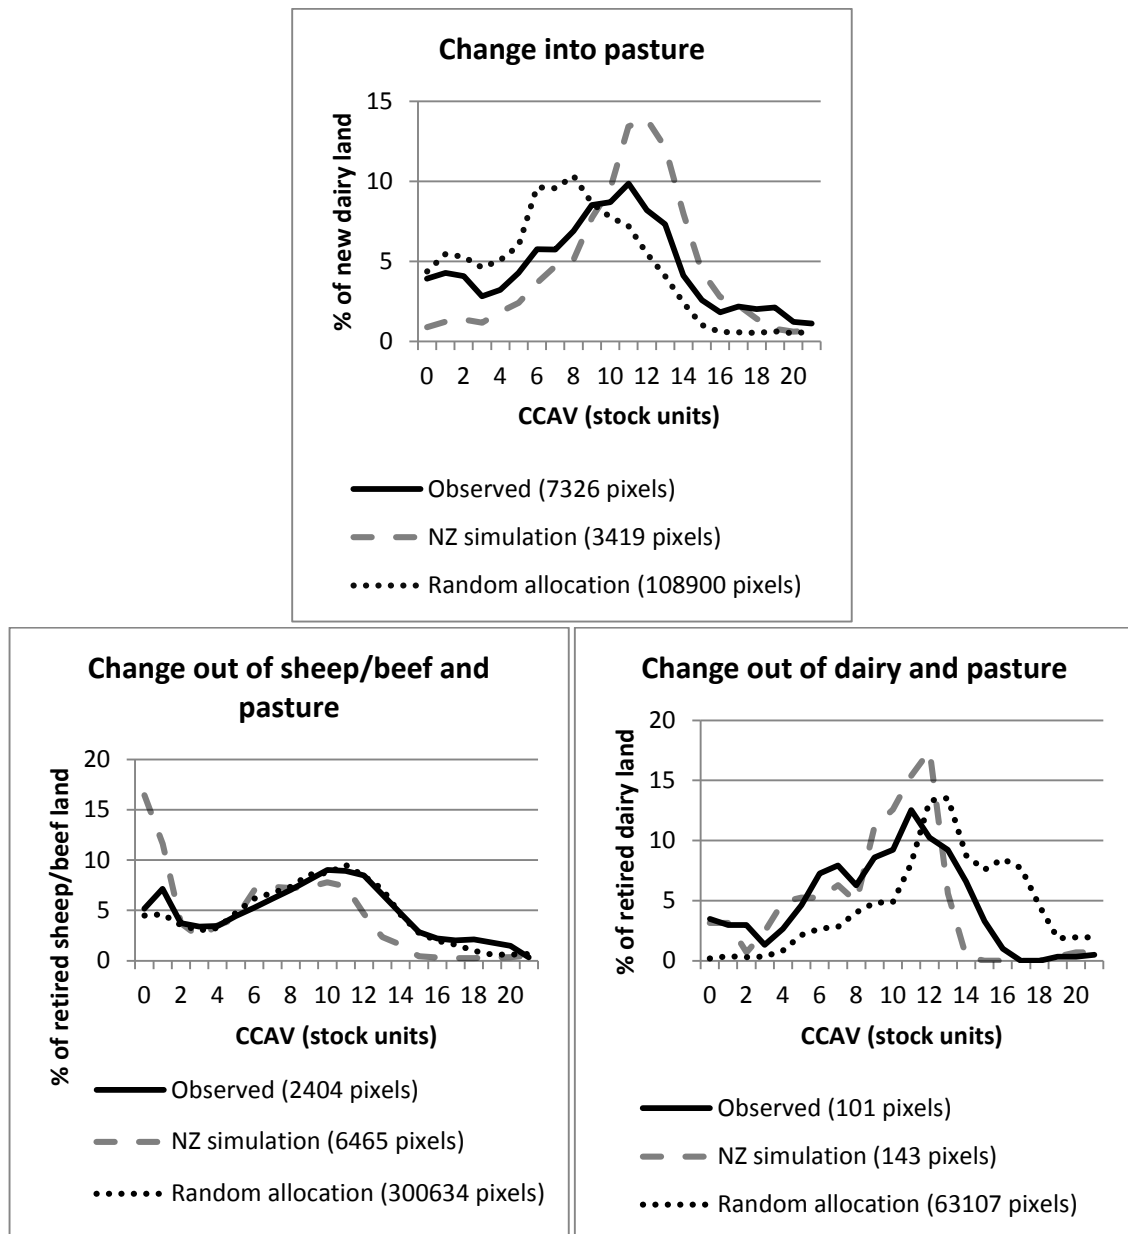 Change into pasture
% of new dairy land
15
10
5
0
0 2 4 6 8 10 12 14 16 18 20
CCAV (stock units)
Observed (7326 pixels)
NZ simulation (3419 pixels)
Random allocation (108900 pixels)
Change out of sheep/beef and
pasture
% of retired sheep/beef land
20
15
10
5
0
0 2 4 6 8 10 12 14 16 18 20
CCAV (stock units)
Observed (2404 pixels)
NZ simulation (6465 pixels)
Random allocation (300634 pixels)
Change out of dairy and pasture
% of retired dairy land
20
15
10
5
0
0 2 4 6 8 10 12 14 16 18 20
CCAV (stock units)
Observed (101 pixels)
NZ simulation (143 pixels)
Random allocation (63107 pixels)